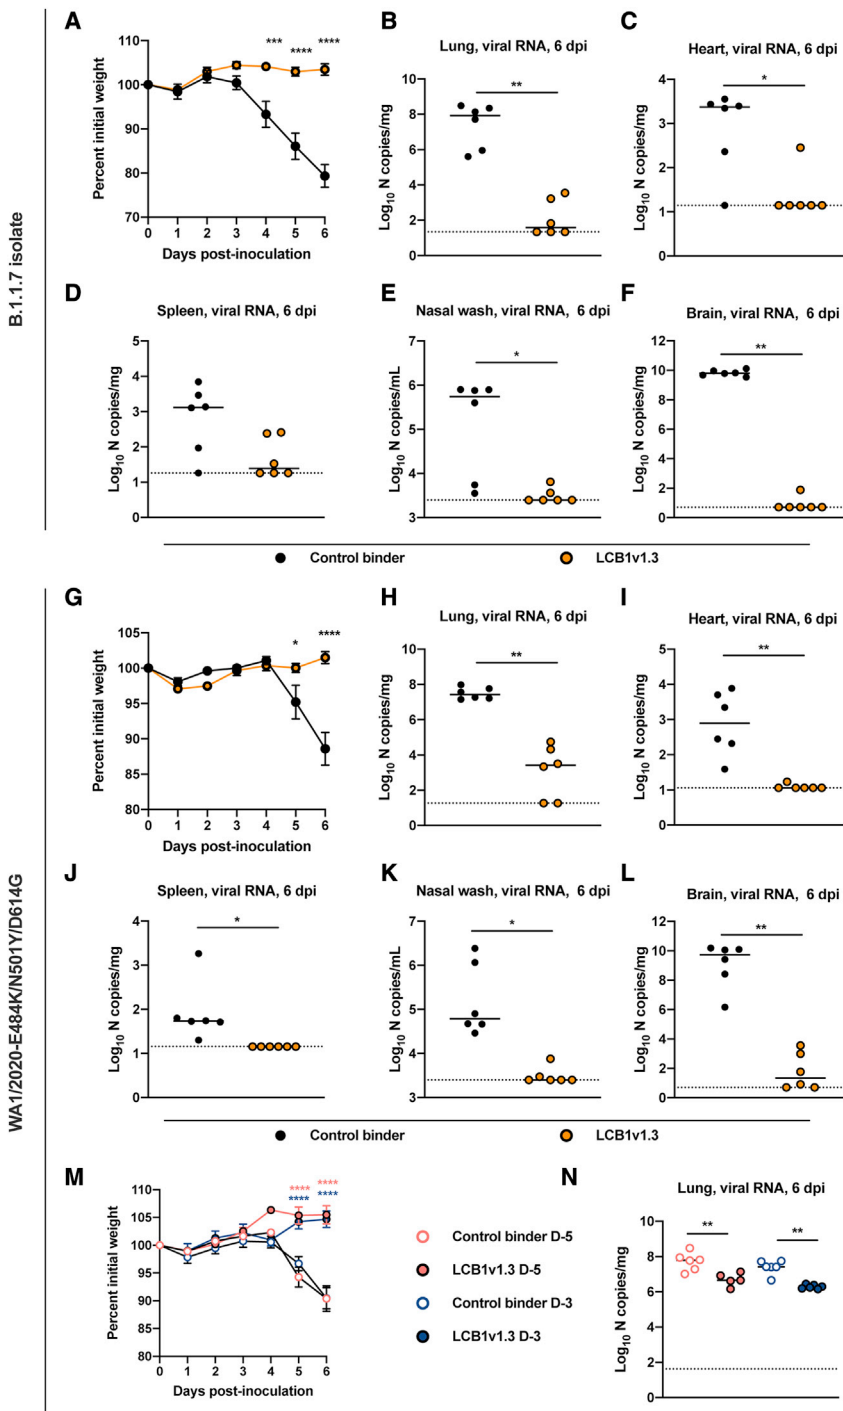 B.1.1.7 isolate
A
Percent initial weight
110
100
90
80
70
*** **** ****
0 1 2 3 4 5 6
Days post-inoculation
B
Lung, viral RNA, 6 dpi
Log10 N copies/mg
10
8
6
4
2
0
**
C
Heart, viral RNA, 6 dpi
Log10 N copies/mg
4
3
2
1
0
*
D
Spleen, viral RNA, 6 dpi
Log10 N copies/mg
5
4
3
2
1
0
E
Nasal wash, viral RNA, 6 dpi
Log10 N copies/mL
7
6
5
4
3
*
F
Brain, viral RNA, 6 dpi
Log10 N copies/mg
12
10
8
6
4
2
0
**
Control binder LCB1v1.3
WA1/2020-E484K/N501Y/D614G
G
Percent initial weight
105
100
95
90
85
80
* ****
0 1 2 3 4 5 6
Days post-inoculation
H
Lung, viral RNA, 6 dpi
Log10 N copies/mg
10
8
6
4
2
0
**
I
Heart, viral RNA, 6 dpi
Log10 N copies/mg
5
4
3
2
1
0
**
J
Spleen, viral RNA, 6 dpi
Log10 N copies/mg
4
3
2
1
0
*
K
Nasal wash, viral RNA, 6 dpi
Log10 N copies/mL
7
6
5
4
3
*
L
Brain, viral RNA, 6 dpi
Log10 N copies/mg
12
10
8
6
4
2
0
**
Control binder LCB1v1.3
M
Percent initial weight
110
105
100
95
90
85
80
**** ****
**** ****
0 1 2 3 4 5 6
Days post-inoculation
Control binder D-5
LCB1v1.3 D-5
Control binder D-3
LCB1v1.3 D-3
N
Lung, viral RNA, 6 dpi
Log10 N copies/mg
10
8
6
4
2
0
** **